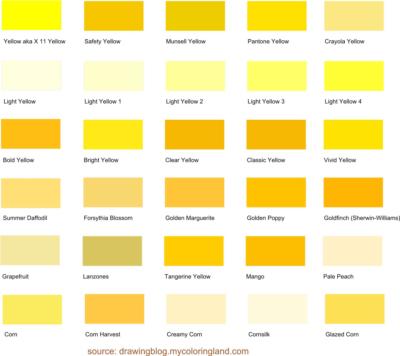 Yellow aka X 11 Yellow Safety Yellow Munsell Yellow Pantone Yellow Crayola Yellow
Light Yellow Light Yellow 1 Light Yellow 2 Light Yellow 3 Light Yellow 4
Bold Yellow Bright Yellow Clear Yellow Classic Yellow Vivid Yellow
Summer Daffodil Forsythia Blossom Golden Marguerite Golden Poppy Goldfinch (Sherwin-Williams)
Grapefruit Lanzones Tangerine Yellow Mango Pale Peach
Corn Corn Harvest Creamy Corn Cornsilk Glazed Corn
source: drawingblog.mycoloringland.com